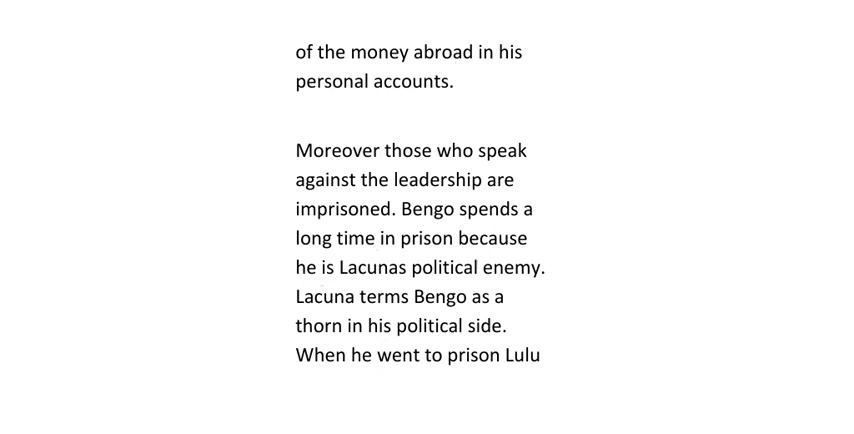 of the money abroad in his
personal accounts.
Moreover those who speak
against the leadership are
imprisoned. Bengo spends a
long time in prison because
he is Lacunas political enemy.
Lacuna terms Bengo as a
thorn in his political side.
When he went to prison Lulu